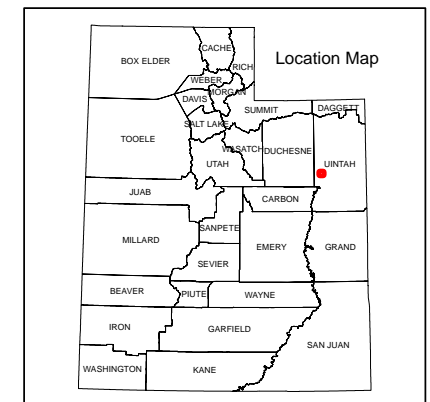 Location Map
CACHE
BOX ELDER
RICH
WEBER
MORGAN
DAVIS
SUMMIT
DAGGETT
SALT LAKE
TOOELE
WASATCH
DUCHESNE
UTAH
UINTAH
JUAB
CARBON
SANPETE
MILLARD
EMERY
GRAND
SEVIER
BEAVER
PIUTE
WAYNE
IRON
GARFIELD
SAN JUAN
WASHINGTON
KANE